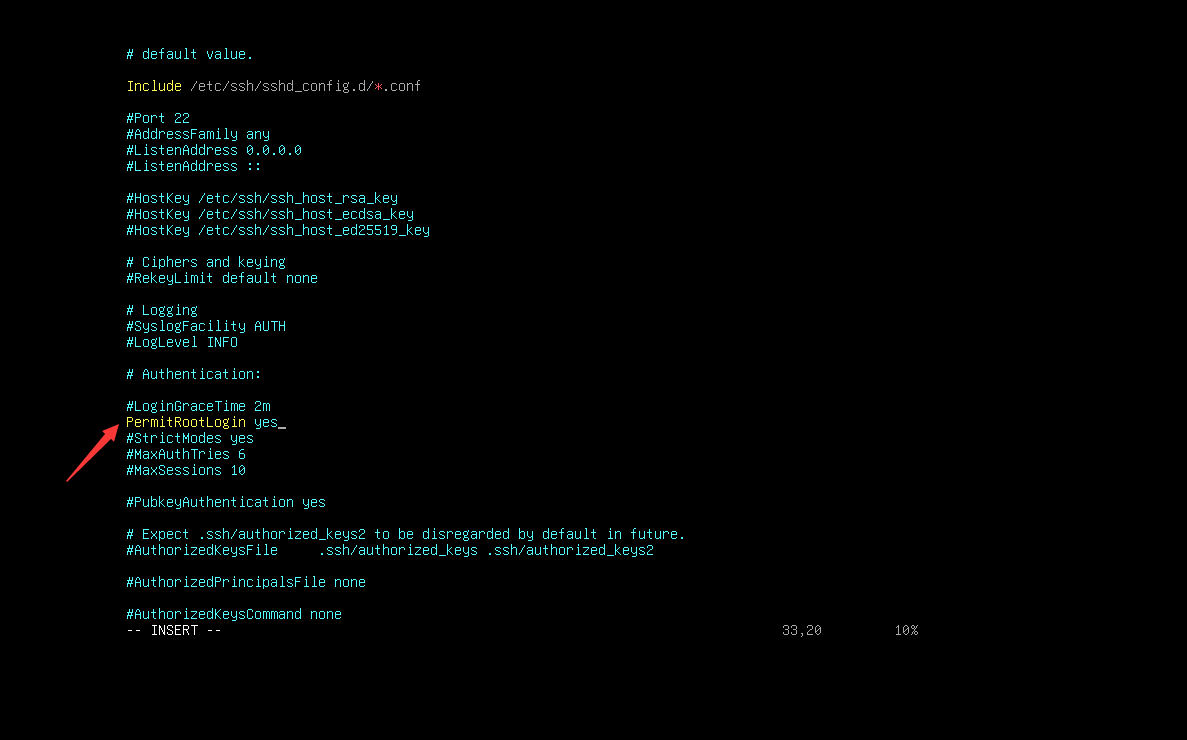 # default value.
Include /etc/ssh/sshd_config.d/*.conf
#Port 22
#AddressFamily any
#ListenAddress 0.0.0.0
#ListenAddress ::
#HostKey /etc/ssh/ssh_host_rsa_key
#HostKey /etc/ssh/ssh_host_ecdsa_key
#HostKey /etc/ssh/ssh_host_ed25519_key
# Ciphers and keying
#RekeyLimit default none
# Logging
#SyslogFacility AUTH
#LogLevel INFO
# Authentication:
#LoginGraceTime 2m
PermitRootLogin yes_
#StrictModes yes
#MaxAuthTries 6
#MaxSessions 10
#PubkeyAuthentication yes
# Expect .ssh/authorized_keys2 to be disregarded by default in future.
#AuthorizedKeysFile     .ssh/authorized_keys .ssh/authorized_keys2
#AuthorizedPrincipalsFile none
#AuthorizedKeysCommand none
-- INSERT -- 33,20 10%